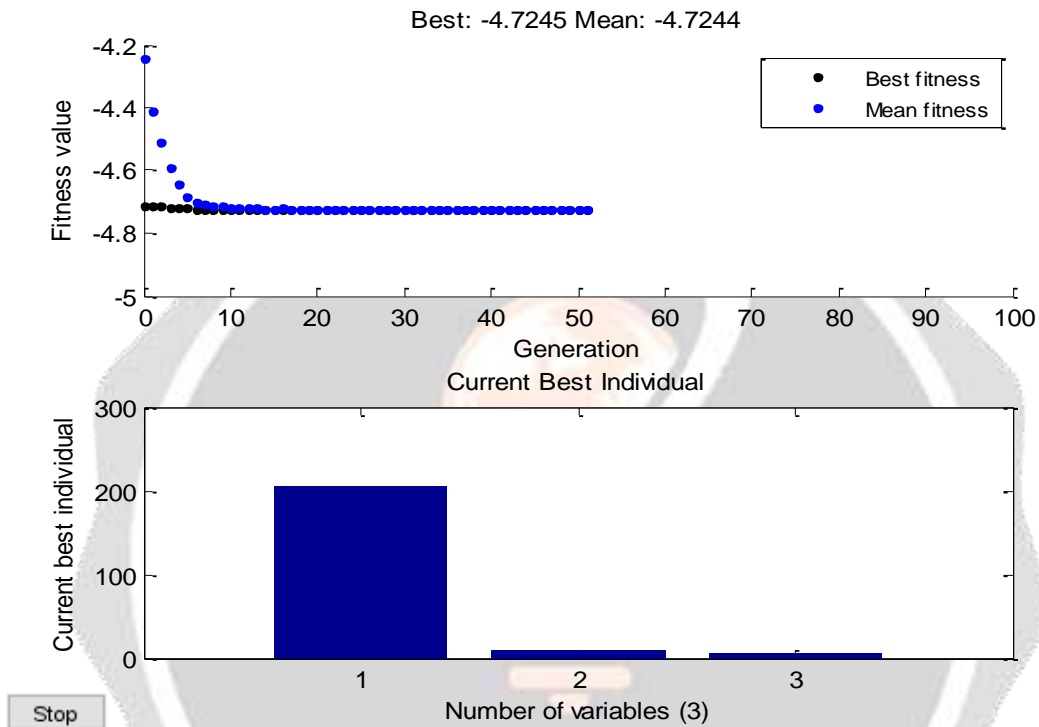 Best: -4.7245 Mean: -4.7244
-4.2
-4.4
-4.6
-4.8
-5
Fitness value
Best fitness
Mean fitness
0 10 20 30 40 50 60 70 80 90 100
Generation
Current Best Individual
300
200
100
0
Current best individual
1 2 3
Number of variables (3)
Stop